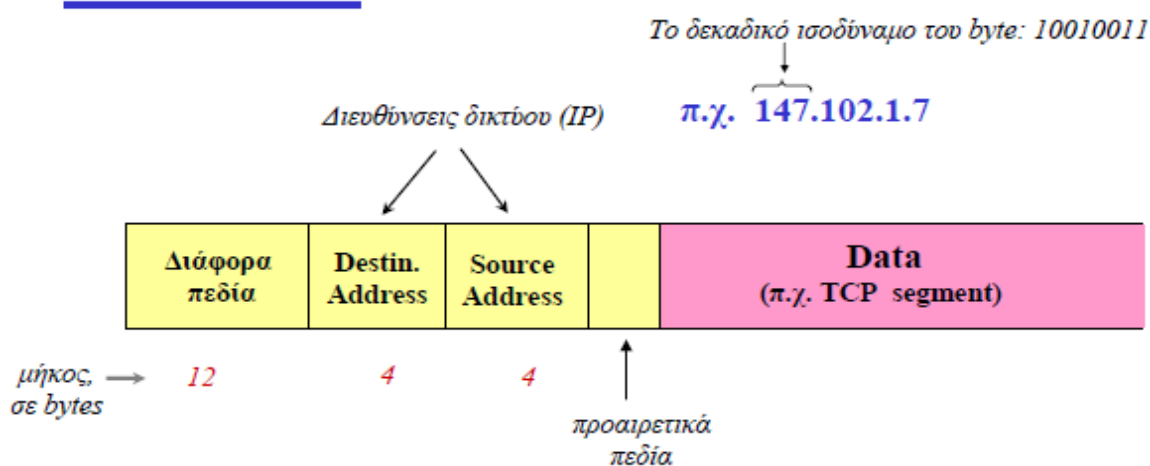 Το δεκαδικό ισοδύναμο του byte: 10010011
Διευθύνσεις δικτύου (IP)
π.χ. 147.102.1.7
Διάφορα
πεδία
Destin.
Address
Source
Address
Data
(π.χ. TCP segment)
μήκος,
σε bytes
12
4
4
προαιρετικά
πεδία